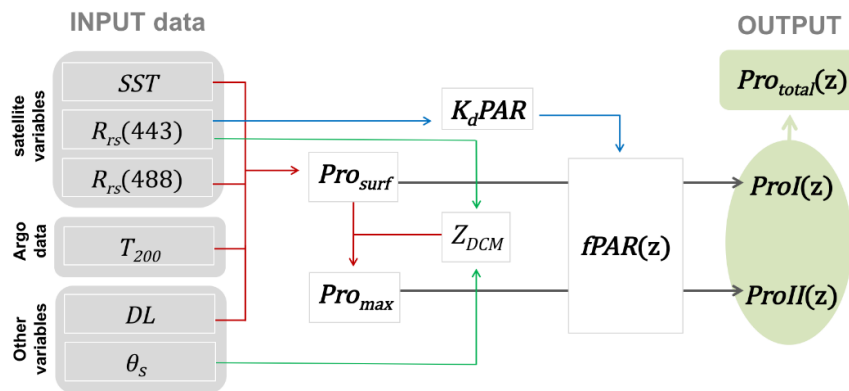 INPUT data
OUTPUT
satellite
variables
SST
R_rs(443)
R_rs(488)
Argo
data
T_200
Other
variables
DL
θ_s
K_dPAR
Pro_surf
Z_DCM
Pro_max
fPAR(z)
Pro_total(z)
ProI(z)
ProII(z)